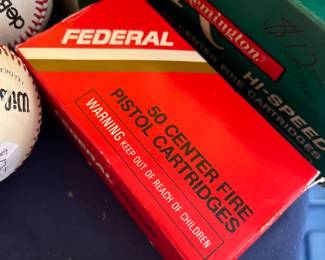 FEDERAL
50 CENTER FIRE
PISTOL CARTRIDGES
WARNING KEEP OUT OF REACH OF CHILDREN
Remington
CENTER FIRE CARTRIDGES
HI-SPEED